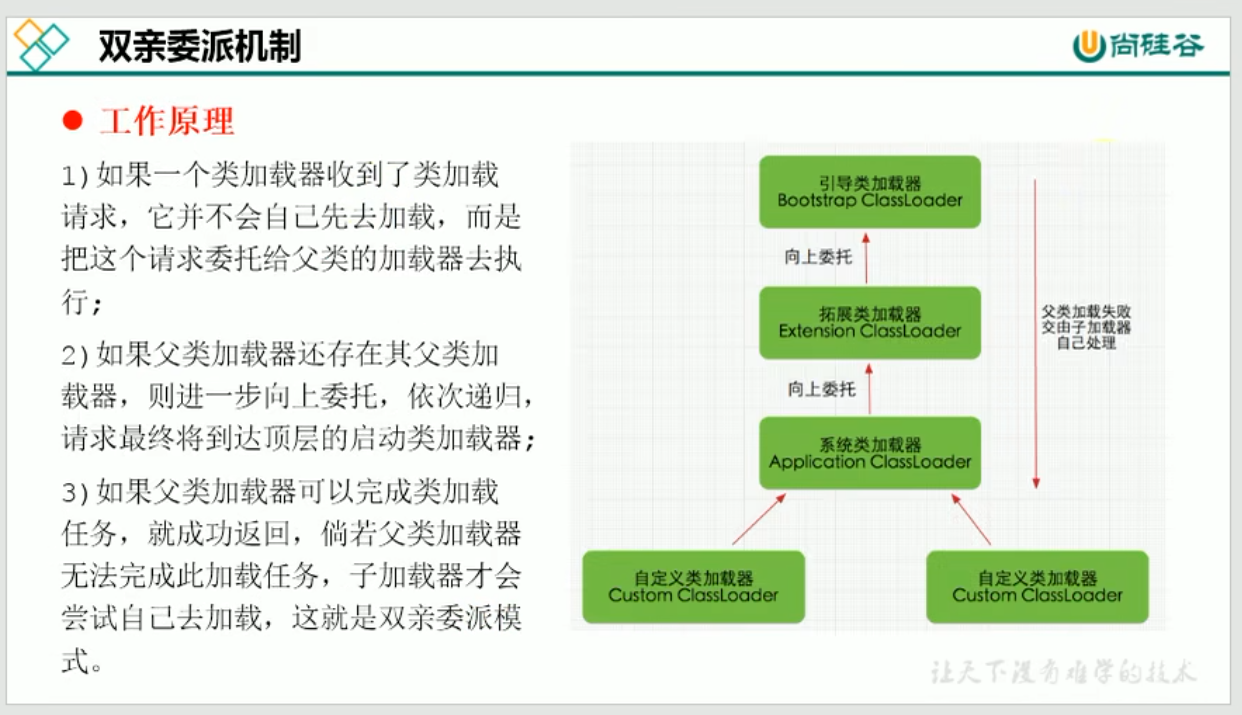 双亲委派机制
尚硅谷
工作原理
1)如果一个类加载器收到了类加载
请求，它并不会自己先去加载，而是
把这个请求委托给父类的加载器去执
行；
2)如果父类加载器还存在其父类加
载器，则进一步向上委托，依次递归，
请求最终将到达顶层的启动类加载器；
3)如果父类加载器可以完成类加载
任务，就成功返回，倘若父类加载器
无法完成此加载任务，子加载器才会
尝试自己去加载，这就是双亲委派模
式。
引导类加载器
Bootstrap ClassLoader
向上委托
拓展类加载器
Extension ClassLoader
向上委托
系统类加载器
Application ClassLoader
父类加载失败
交由子加载器
自己处理
自定义类加载器
Custom ClassLoader
自定义类加载器
Custom ClassLoader
让天下没有难学的技术